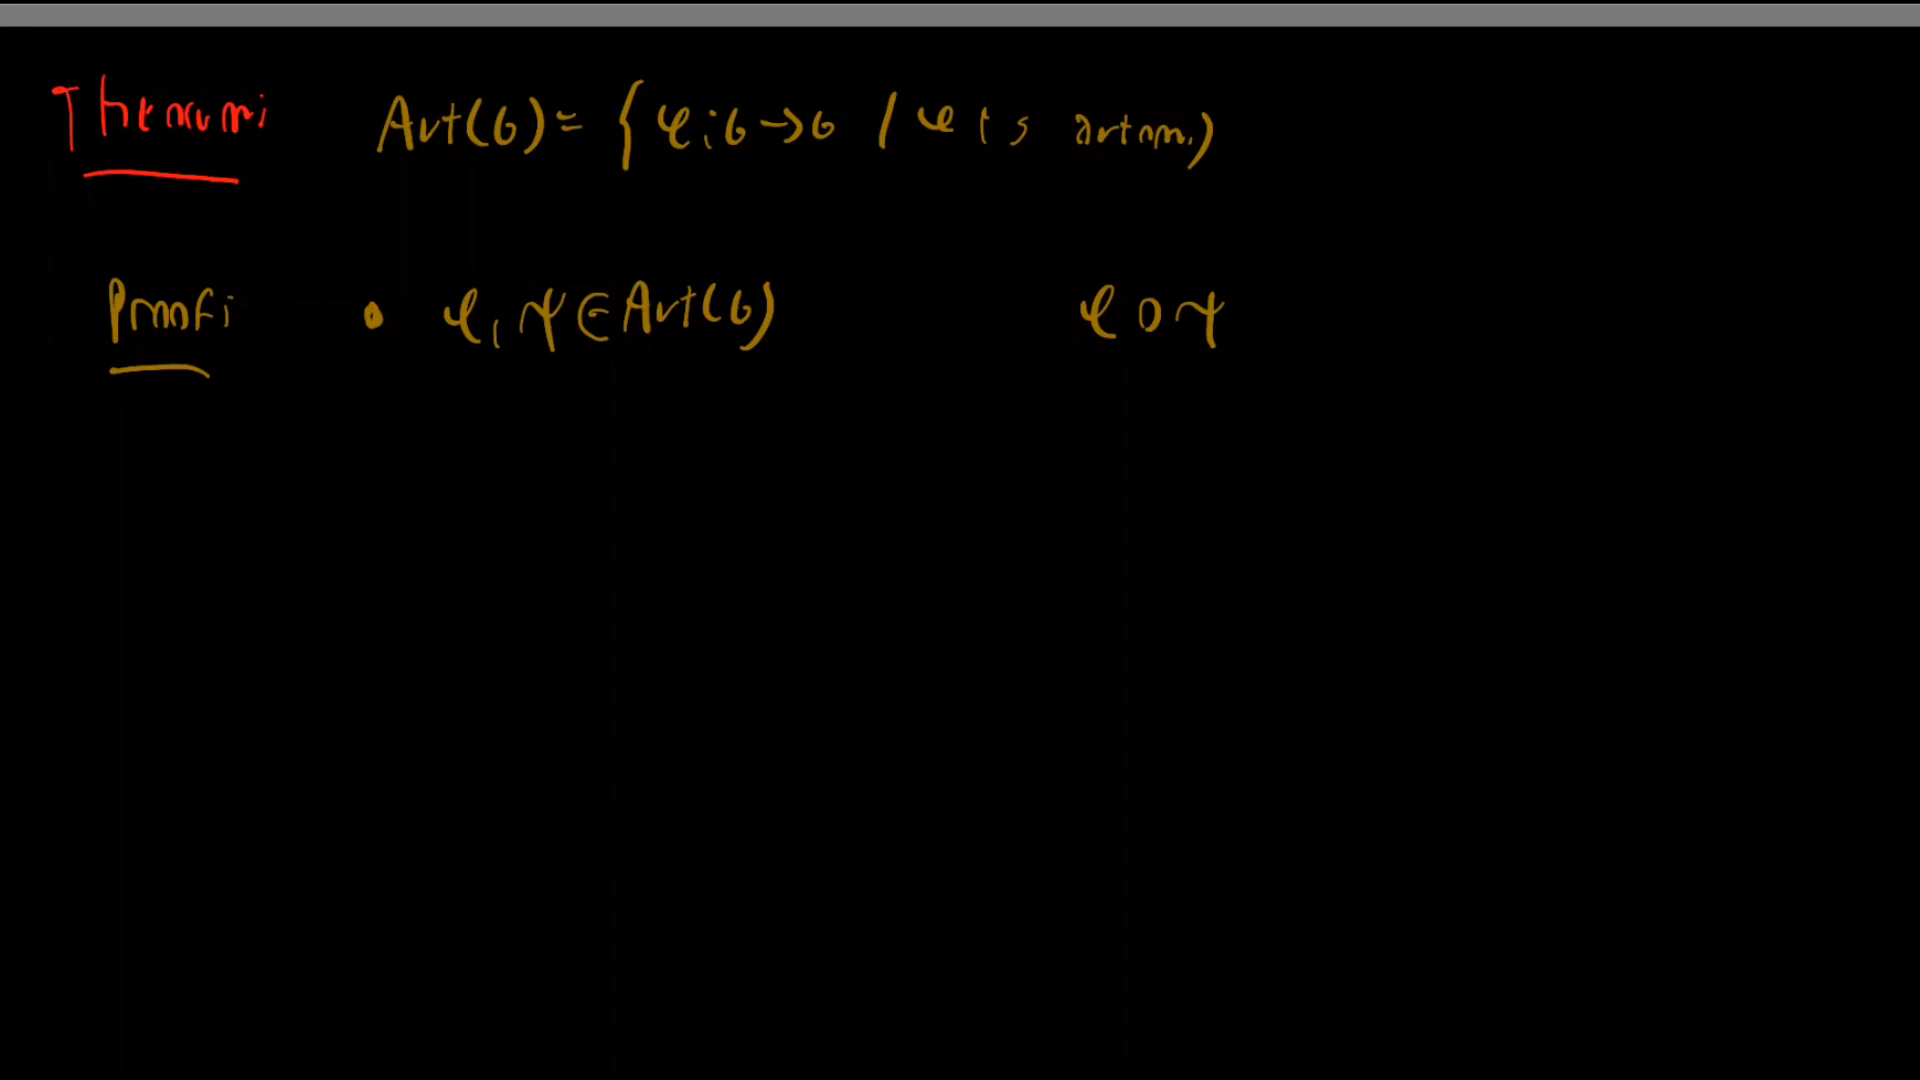 Theorem: Aut(G) = { φ: G → G / φ is autom. }
Proof: • φ, ψ ∈ Aut(G) φ ∘ ψ